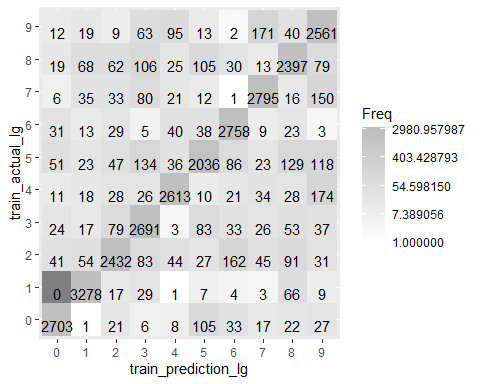 9 12 19 9 63 95 13 2 171 40 2561
8 19 68 62 106 25 105 30 13 2397 79
7 6 35 33 80 21 12 1 2795 16 150
6 31 13 29 5 40 38 2758 9 23 3
5 51 23 47 134 36 2036 86 23 129 118
4 11 18 28 26 2613 10 21 34 28 174
3 24 17 79 2691 3 83 33 26 53 37
2 41 54 2432 83 44 27 162 45 91 31
1 0 3278 17 29 1 7 4 3 66 9
0 2703 1 21 6 8 105 33 17 22 27
0 1 2 3 4 5 6 7 8 9
train_prediction_lg
train_actual_lg
Freq
2980.957987
403.428793
54.598150
7.389056
1.000000